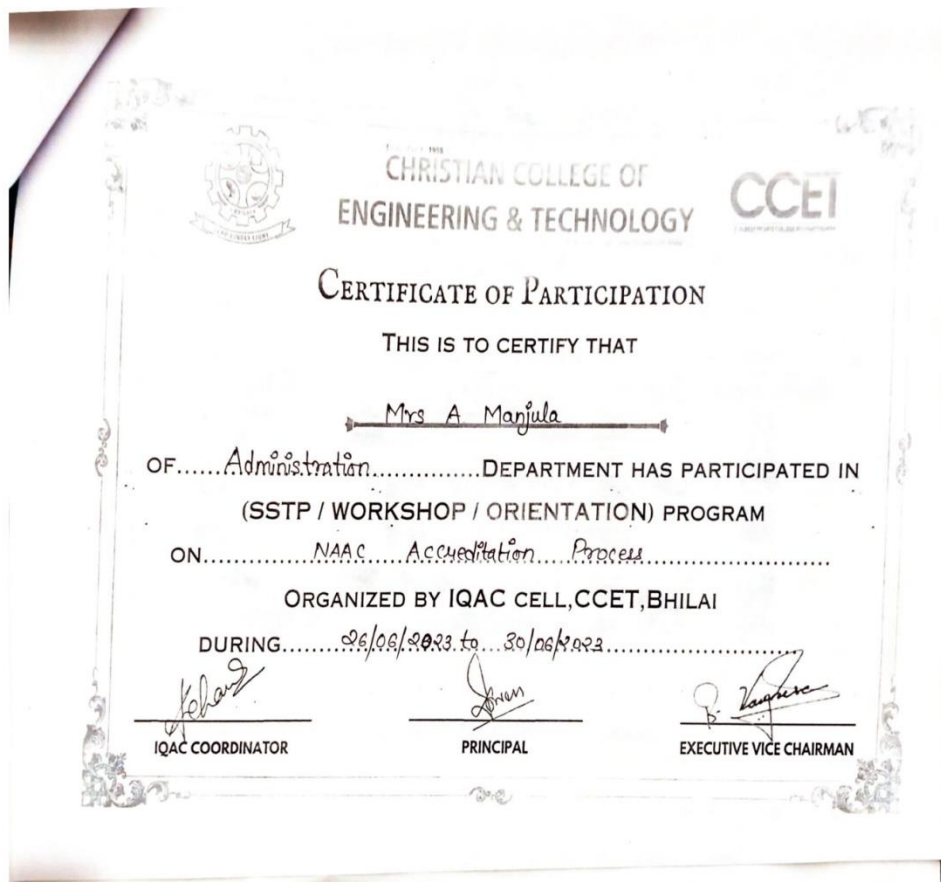 CHRISTIAN COLLEGE OF
ENGINEERING & TECHNOLOGY
CCET
CERTIFICATE OF PARTICIPATION
THIS IS TO CERTIFY THAT
Mrs A Manjula
OF......Administration...............DEPARTMENT HAS PARTICIPATED IN
(SSTP / WORKSHOP / ORIENTATION) PROGRAM
ON...............NAAC Accreditation Process..............................
ORGANIZED BY IQAC CELL,CCET,BHILAI
DURING........26/06/2023 to...30/06/2023..........................
IQAC COORDINATOR
PRINCIPAL
EXECUTIVE VICE CHAIRMAN